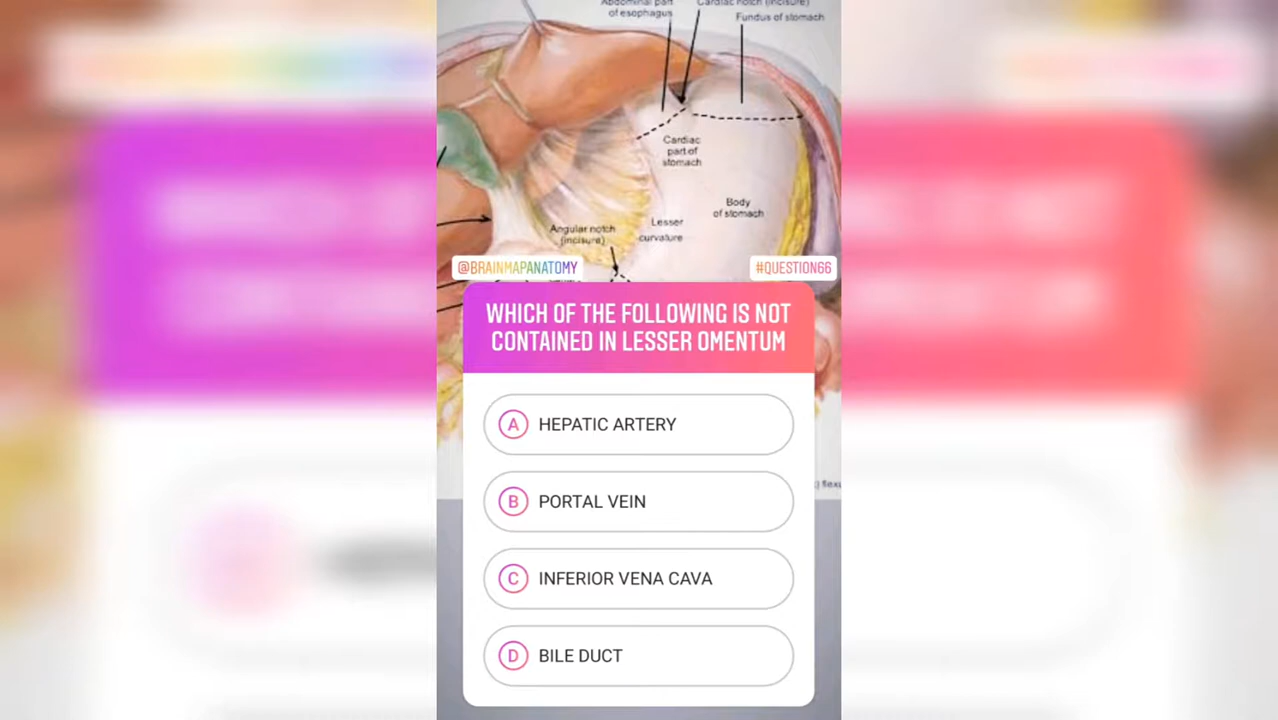 Abdominal part
of esophagus
Cardiac notch (incisure)
Fundus of stomach
Cardiac
part of
stomach
Body
of stomach
Lesser
curvature
Angular notch
(incisure)
@BRAINMAPANATOMY
#QUESTION66
WHICH OF THE FOLLOWING IS NOT
CONTAINED IN LESSER OMENTUM
A HEPATIC ARTERY
B PORTAL VEIN
C INFERIOR VENA CAVA
D BILE DUCT